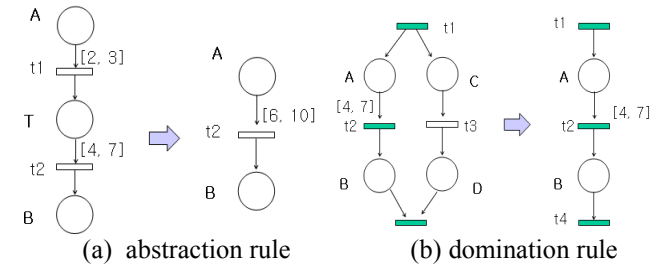 A
[2, 3]
t1
T
[4, 7]
t2
B
A
[6, 10]
t2
B
t1
A
C
[4, 7]
t2
t3
B
D
t1
A
[4, 7]
t2
B
t4
(a) abstraction rule
(b) domination rule